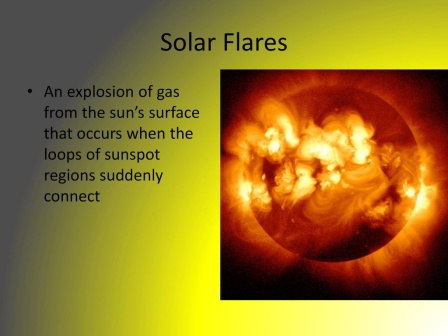 Solar Flares
• An explosion of gas
from the sun's surface
that occurs when the
loops of sunspot
regions suddenly
connect